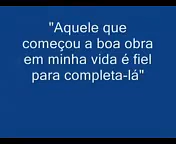 "Aquele que
começou a boa obra
em minha vida é fiel
para completa-lá"